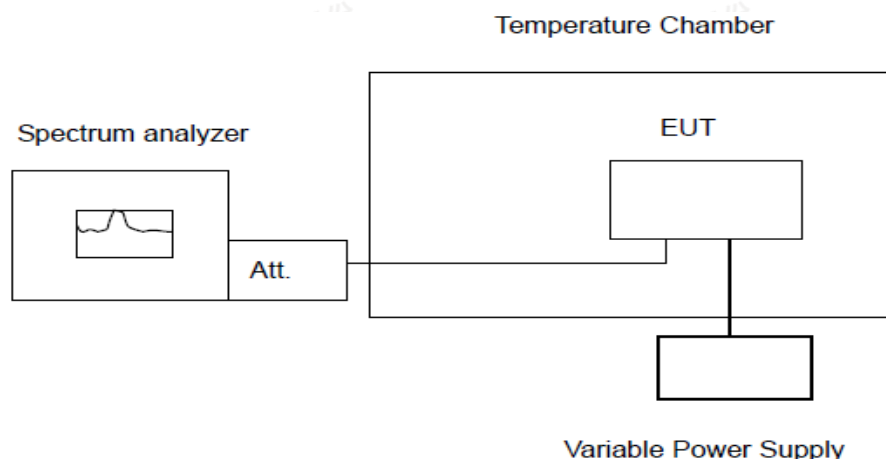 Temperature Chamber
Spectrum analyzer
EUT
Att.
Variable Power Supply